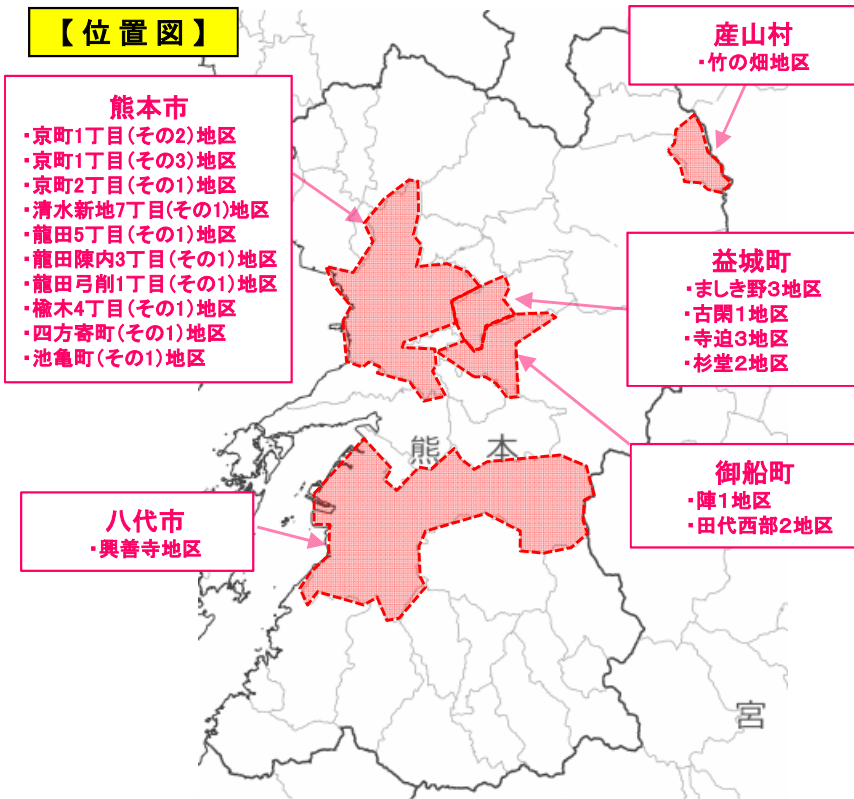 【位置図】
産山村
・竹の畑地区
熊本市
・京町1丁目(その2)地区
・京町1丁目(その3)地区
・京町2丁目(その1)地区
・清水新地7丁目(その1)地区
・龍田5丁目(その1)地区
・龍田陳内3丁目(その1)地区
・龍田弓削1丁目(その1)地区
・楡木4丁目(その1)地区
・四方寄町(その1)地区
・池亀町(その1)地区
益城町
・ましき野3地区
・古閑1地区
・寺迫3地区
・杉堂2地区
熊本
御船町
・陣1地区
・田代西部2地区
八代市
・興善寺地区
宮